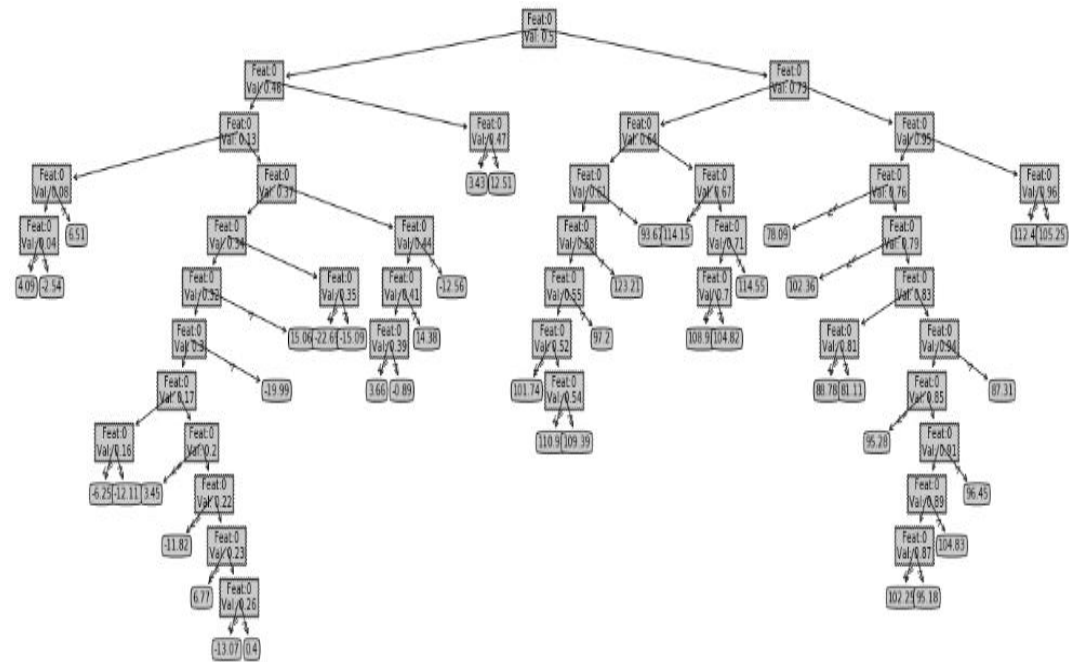 Feat:0
Val: 0.5
Feat:0
Val: 0.46
Feat:0
Val: 0.73
Feat:0
Val: 0.13
Feat:0
Val: 0.47
Feat:0
Val: 0.64
Feat:0
Val: 0.95
Feat:0
Val: 0.08
Feat:0
Val: 0.37
3.43
12.51
Feat:0
Val: 0.61
Feat:0
Val: 0.67
Feat:0
Val: 0.76
Feat:0
Val: 0.96
Feat:0
Val: 0.04
6.51
Feat:0
Val: 0.34
Feat:0
Val: 0.44
Feat:0
Val: 0.58
93.67
114.15
Feat:0
Val: 0.71
78.09
Feat:0
Val: 0.79
112.4
105.25
4.09
-2.54
Feat:0
Val: 0.32
Feat:0
Val: 0.35
Feat:0
Val: 0.41
-12.56
Feat:0
Val: 0.55
123.21
Feat:0
Val: 0.7
114.55
102.36
Feat:0
Val: 0.83
Feat:0
Val: 0.3
15.06
-22.69
-15.09
Feat:0
Val: 0.39
14.38
Feat:0
Val: 0.52
97.2
108.9
104.82
Feat:0
Val: 0.81
Feat:0
Val: 0.94
Feat:0
Val: 0.17
-19.99
3.66
-0.89
101.74
Feat:0
Val: 0.54
88.78
81.11
Feat:0
Val: 0.85
87.31
Feat:0
Val: 0.16
Feat:0
Val: 0.2
110.9
109.39
95.28
Feat:0
Val: 0.91
-6.25
-12.11
3.45
Feat:0
Val: 0.22
Feat:0
Val: 0.89
96.45
-11.82
Feat:0
Val: 0.23
Feat:0
Val: 0.87
104.83
6.77
Feat:0
Val: 0.26
102.25
95.18
-13.07
0.4